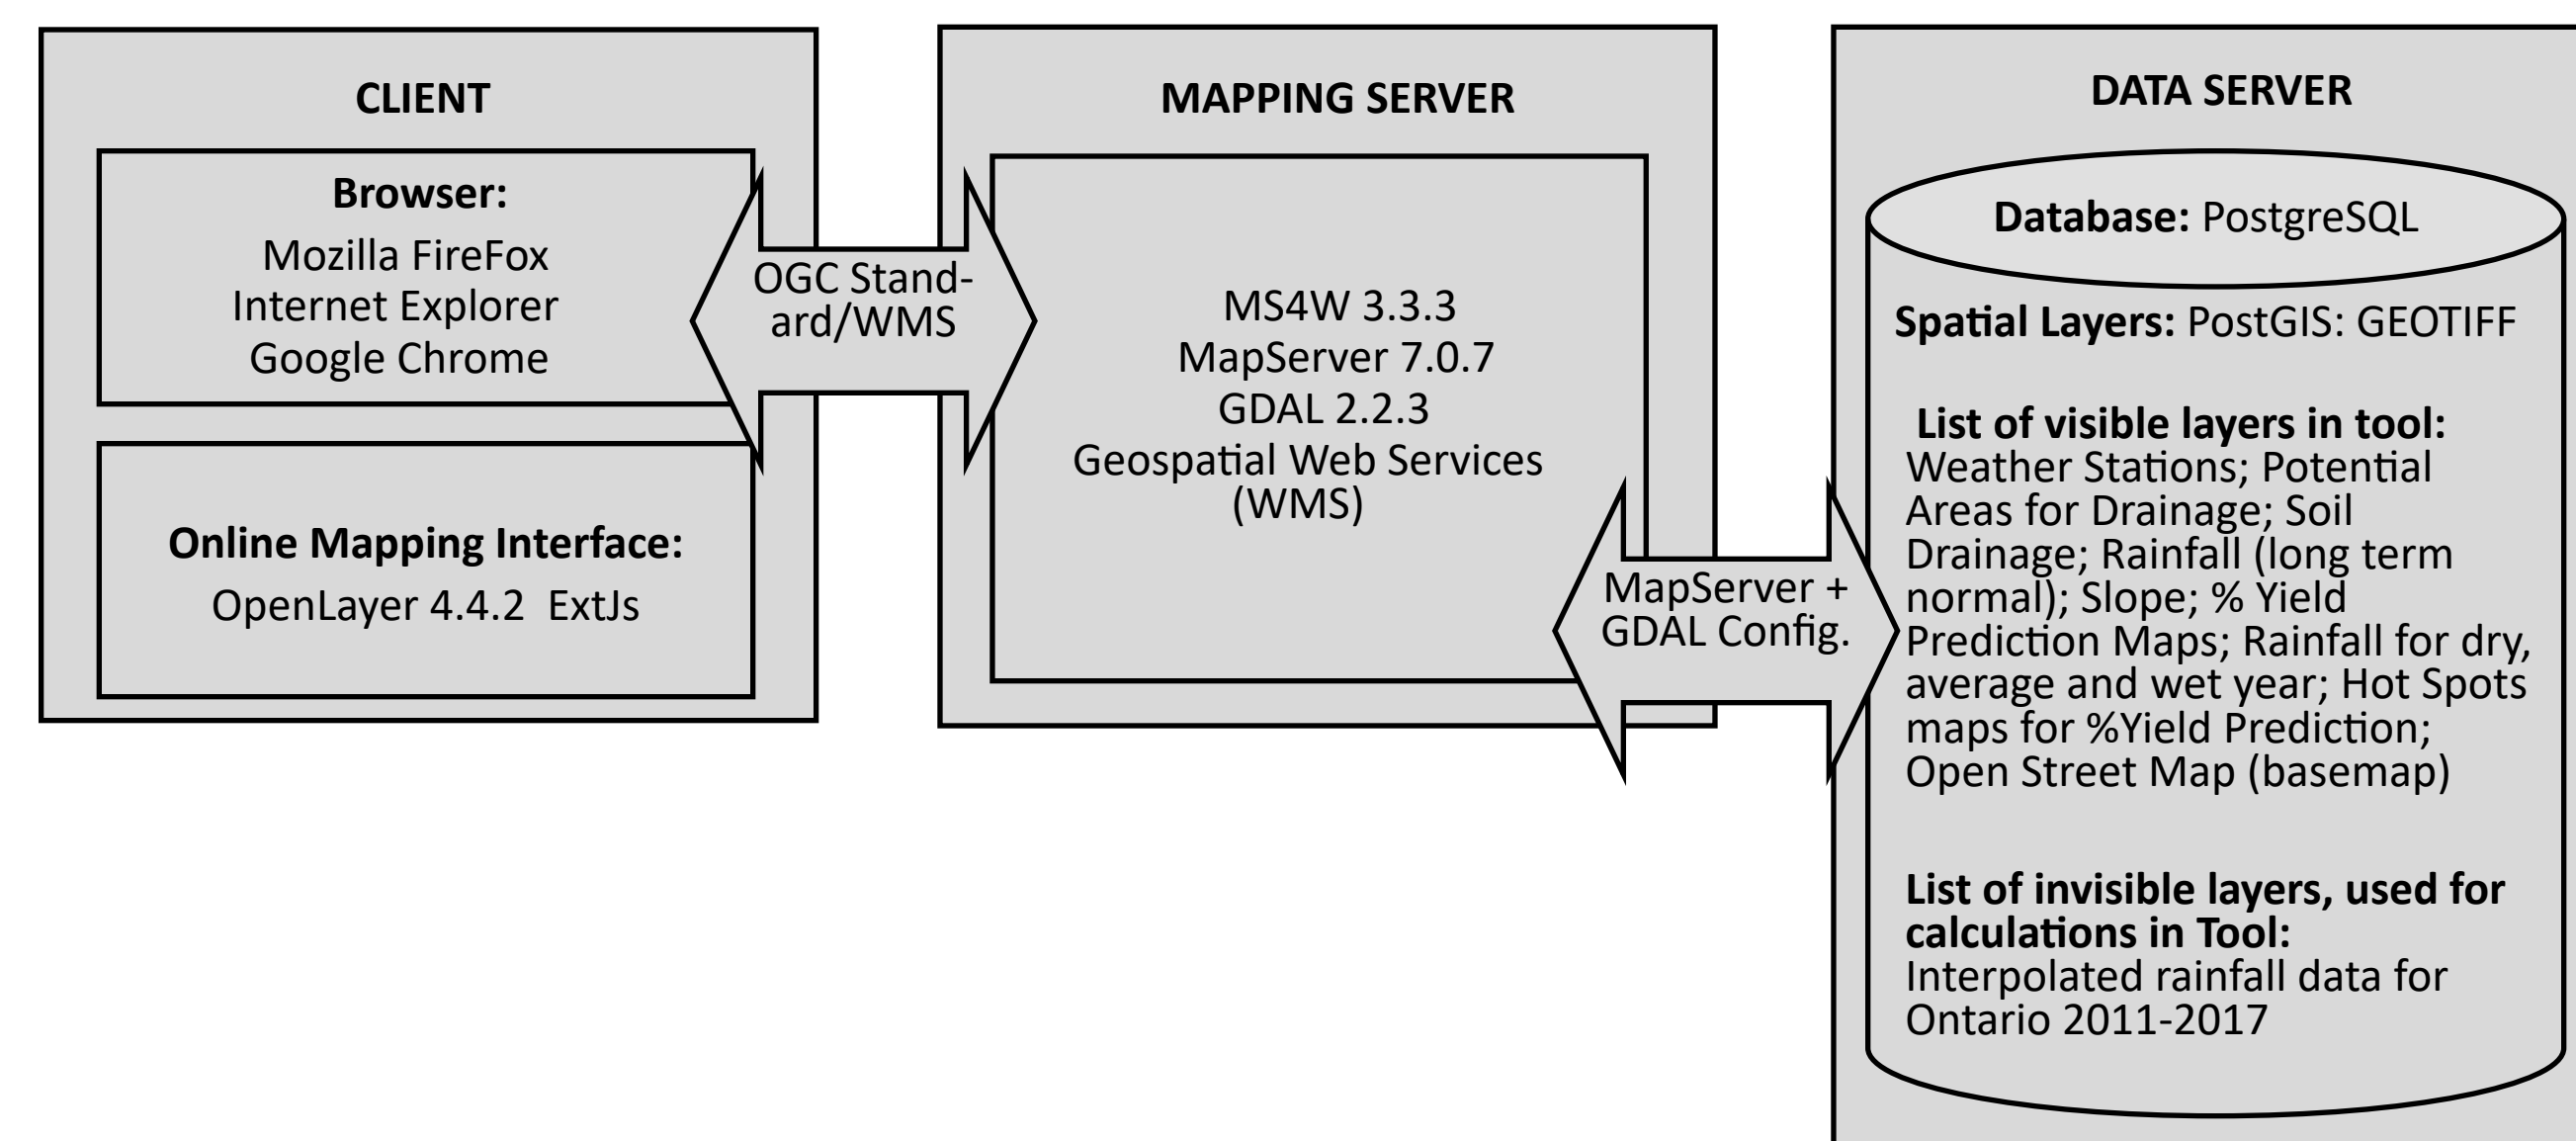 CLIENT
Browser:
Mozilla FireFox
Internet Explorer
Google Chrome
Online Mapping Interface:
OpenLayer 4.4.2  ExtJs
OGC Stand-
ard/WMS
MAPPING SERVER
MS4W 3.3.3
MapServer 7.0.7
GDAL 2.2.3
Geospatial Web Services
(WMS)
MapServer +
GDAL Config.
DATA SERVER
Database: PostgreSQL
Spatial Layers: PostGIS: GEOTIFF
List of visible layers in tool:
Weather Stations; Potential
Areas for Drainage; Soil
Drainage; Rainfall (long term
normal); Slope; % Yield
Prediction Maps; Rainfall for dry,
average and wet year; Hot Spots
maps for %Yield Prediction;
Open Street Map (basemap)
List of invisible layers, used for
calculations in Tool:
Interpolated rainfall data for
Ontario 2011-2017